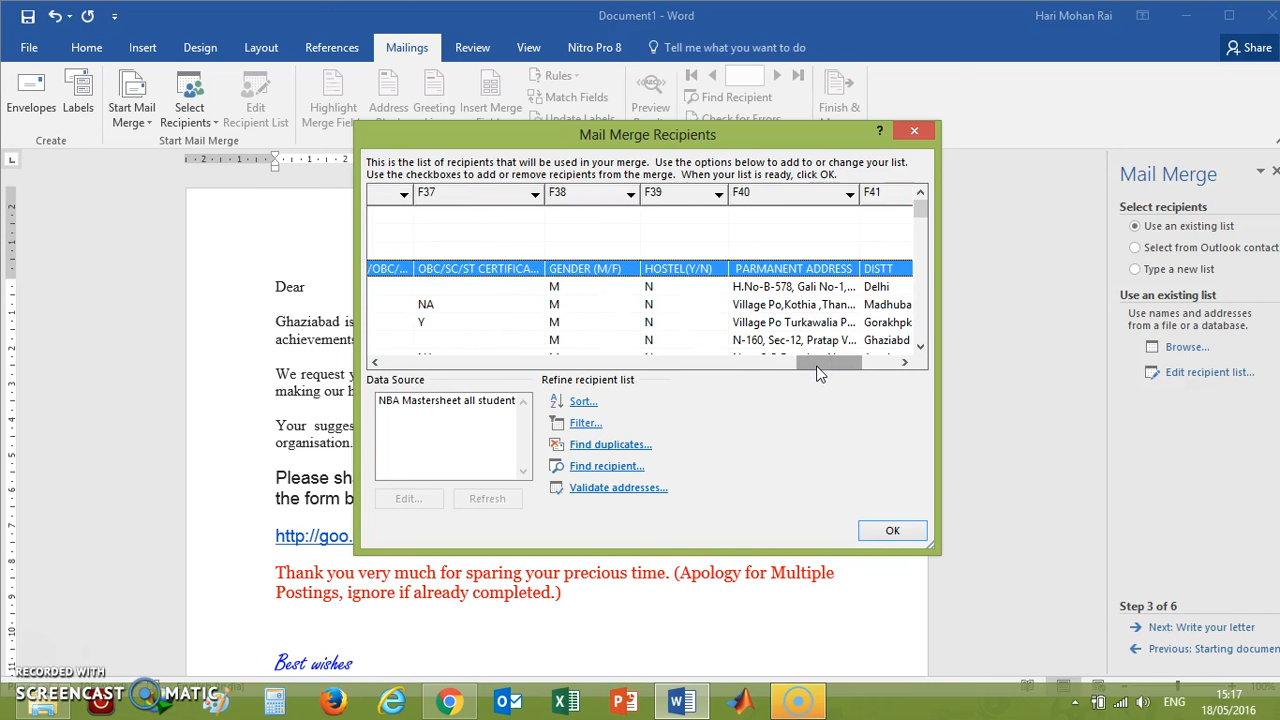 Document1 - Word
Hari Mohan Rai
File Home Insert Design Layout References Mailings Review View Nitro Pro 8 Tell me what you want to do Share
Envelopes Labels
Create
Start Mail Merge
Select Recipients
Edit Recipient List
Start Mail Merge
Highlight Merge
Address
Greeting
Insert Merge
Rules
Match Fields
Update Labels
Preview
Find Recipient
Check for Errors
Finish &
Mail Merge Recipients
?
This is the list of recipients that will be used in your merge. Use the options below to add to or change your list.
Use the checkboxes to add or remove recipients from the merge. When your list is ready, click OK.
F37 F38 F39 F40 F41
/OBC/... OBC/SC/ST CERTIFICA... GENDER (M/F) HOSTEL(Y/N) PARMANENT ADDRESS DISTT
M N H.No-B-578, Gali No-1,... Delhi
NA M N Village Po,Kothia ,Than... Madhuba
Y M N Village Po Turkawalia P... Gorakhpk
M N N-160, Sec-12, Pratap V... Ghaziabd
Data Source
NBA Mastersheet all student
Edit... Refresh
Refine recipient list
Sort...
Filter...
Find duplicates...
Find recipient...
Validate addresses...
OK
Dear
Ghaziabad is
achievements
We request y
making our h
Your sugges
organisation.
Please sha
the form b
http://goo.
Thank you very much for sparing your precious time. (Apology for Multiple
Postings, ignore if already completed.)
Best wishes
Mail Merge
Select recipients
Use an existing list
Select from Outlook contact
Type a new list
Use an existing list
Use names and addresses
from a file or a database.
Browse...
Edit recipient list...
Step 3 of 6
Next: Write your letter
Previous: Starting documen
RECORDED WITH
SCREENCAST MATIC
ENG
15:17
18/05/2016